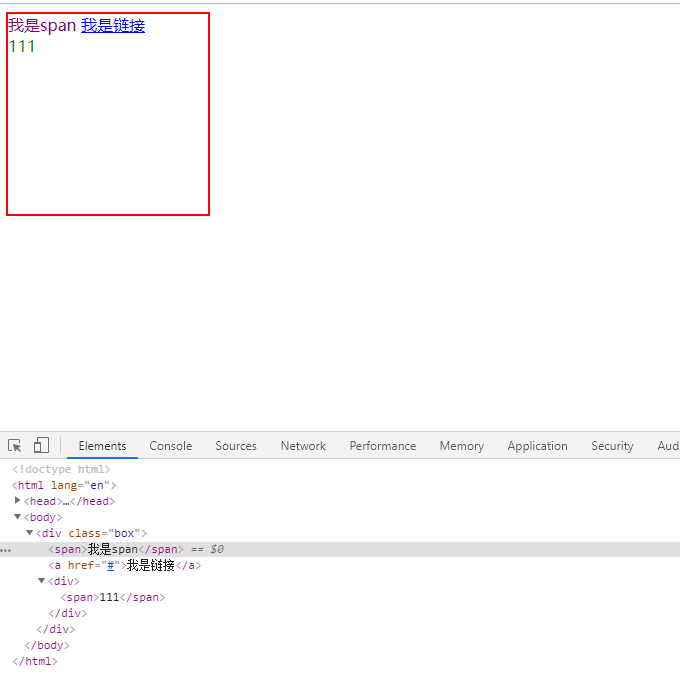 我是span 我是链接
111
Elements Console Sources Network Performance Memory Application Security Aud
<!doctype html>
<html lang="en">
<head>…</head>
<body>
<div class="box">
<span>我是span</span> == $0
<a href="#">我是链接</a>
<div>
<span>111</span>
</div>
</div>
</body>
</html>